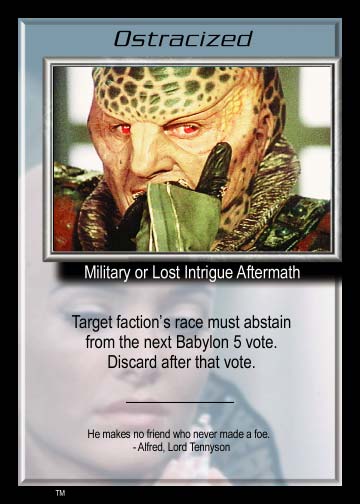 Ostracized
Military or Lost Intrigue Aftermath
Target faction's race must abstain
from the next Babylon 5 vote.
Discard after that vote.
He makes no friend who never made a foe.
- Alfred, Lord Tennyson
TM